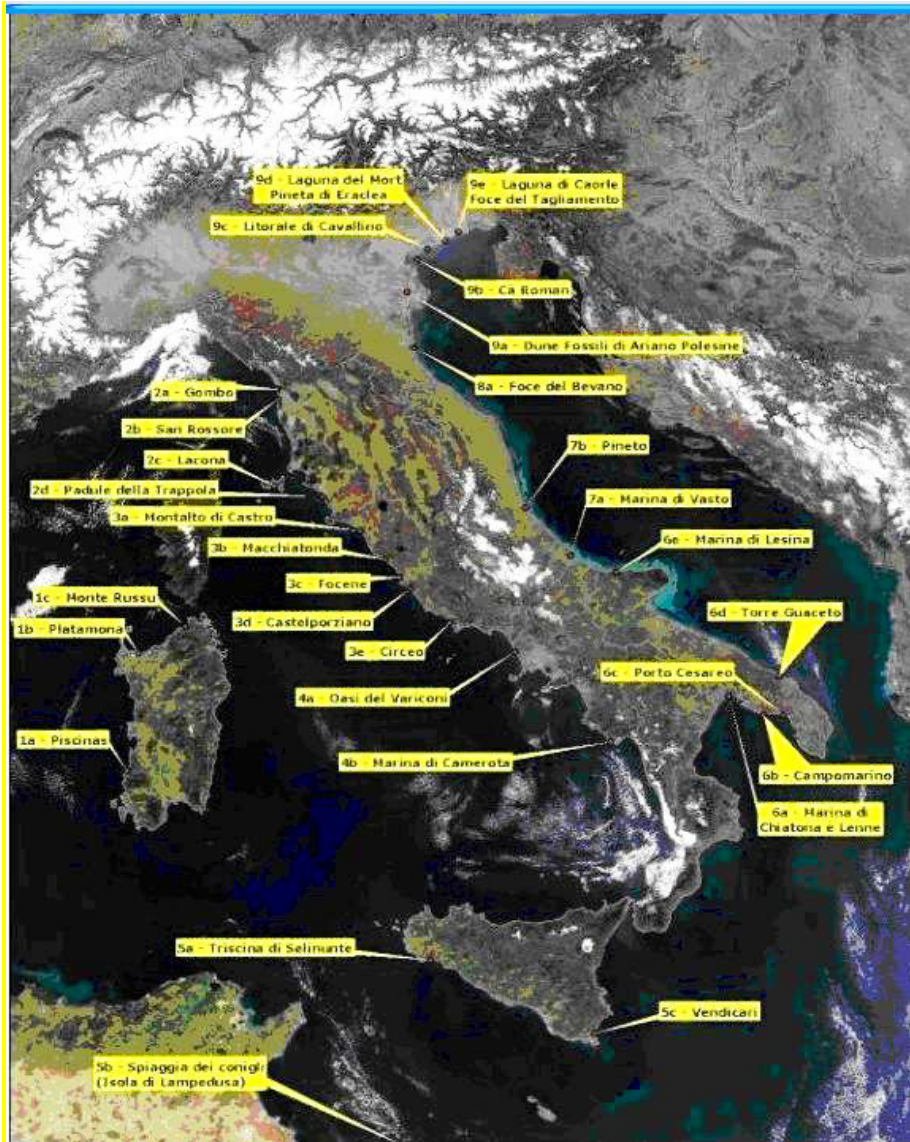 9d - Laguna del Mort
Pineta di Eraclea
9e - Laguna di Caorle
Foce del Tagliamento
9c - Litorale di Cavallino
9b - Ca Roman
9a - Dune Fossili di Ariano Polesine
8a - Foce del Bevano
2a - Gombo
2b - San Rossore
2c - Lacona
2d - Padule della Trappola
3a - Montalto di Castro
3b - Macchiatonda
3c - Focene
3d - Castelporziano
3e - Circeo
7b - Pineto
7a - Marina di Vasto
6e - Marina di Lesina
6d - Torre Guaceto
6c - Porto Cesareo
1c - Monte Russu
1b - Platamona
1a - Piscinas
4a - Oasi dei Variconi
4b - Marina di Camerota
6b - Campomarino
6a - Marina di
Chiatona e Lenne
5a - Triscina di Selinunte
5c - Vendicari
5b - Spiaggia dei conigli
(Isola di Lampedusa)